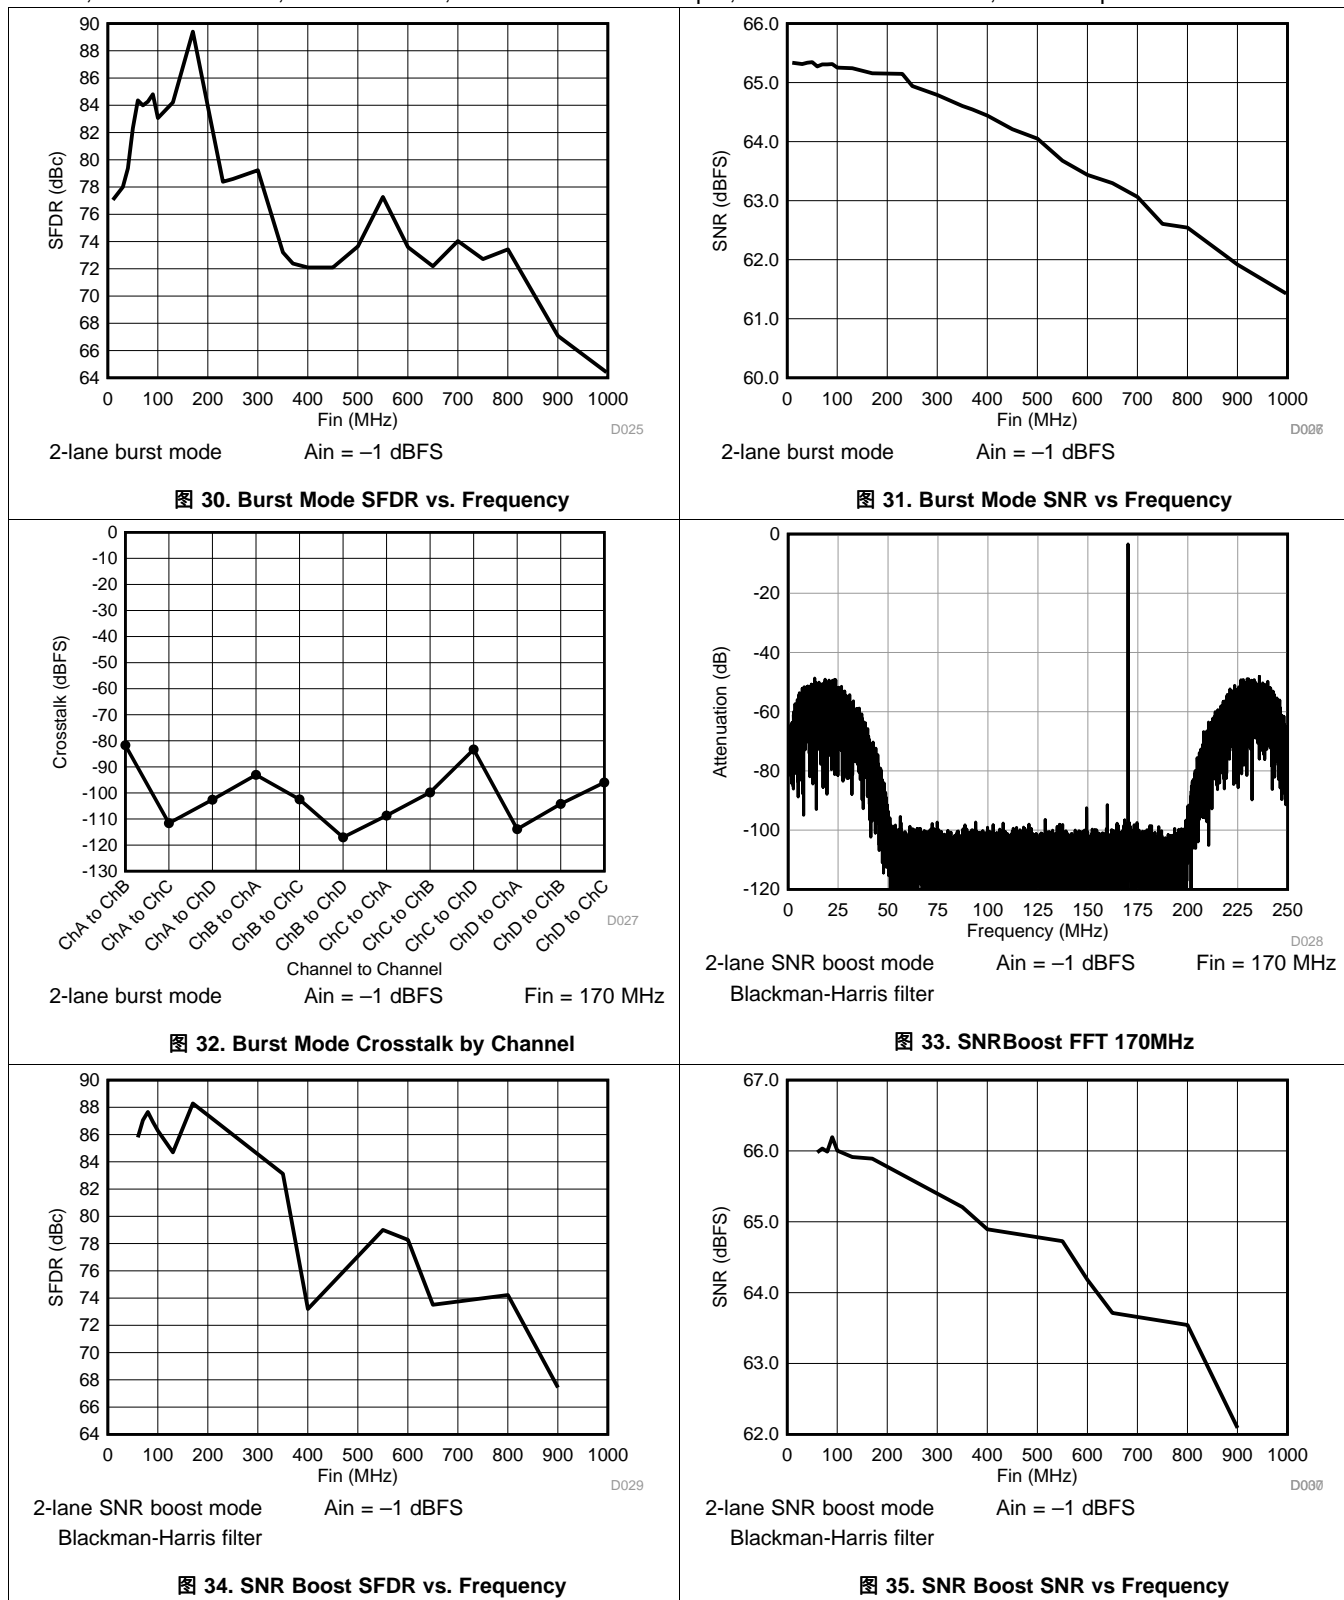 90
88
86
84
82
80
78
76
74
72
70
68
66
64
0 100 200 300 400 500 600 700 800 900 1000
SFDR (dBc)
Fin (MHz)
D025
2-lane burst mode Ain = –1 dBFS
图 30. Burst Mode SFDR vs. Frequency
66.0
65.0
64.0
63.0
62.0
61.0
60.0
0 100 200 300 400 500 600 700 800 900 1000
SNR (dBFS)
Fin (MHz)
2-lane burst mode Ain = –1 dBFS
图 31. Burst Mode SNR vs Frequency
0
-10
-20
-30
-40
-50
-60
-70
-80
-90
-100
-110
-120
-130
Crosstalk (dBFS)
ChA to ChB
ChA to ChC
ChA to ChD
ChB to ChA
ChB to ChC
ChB to ChD
ChC to ChA
ChC to ChB
ChC to ChD
ChD to ChA
ChD to ChB
ChD to ChC
D027
Channel to Channel
2-lane burst mode Ain = –1 dBFS Fin = 170 MHz
图 32. Burst Mode Crosstalk by Channel
0
-20
-40
-60
-80
-100
-120
0 25 50 75 100 125 150 175 200 225 250
Attenuation (dB)
Frequency (MHz)
D028
2-lane SNR boost mode Ain = –1 dBFS Fin = 170 MHz
Blackman-Harris filter
图 33. SNRBoost FFT 170MHz
90
88
86
84
82
80
78
76
74
72
70
68
66
64
0 100 200 300 400 500 600 700 800 900 1000
SFDR (dBc)
Fin (MHz)
D029
2-lane SNR boost mode Ain = –1 dBFS
Blackman-Harris filter
图 34. SNR Boost SFDR vs. Frequency
67.0
66.0
65.0
64.0
63.0
62.0
0 100 200 300 400 500 600 700 800 900 1000
SNR (dBFS)
Fin (MHz)
2-lane SNR boost mode Ain = –1 dBFS
Blackman-Harris filter
图 35. SNR Boost SNR vs Frequency